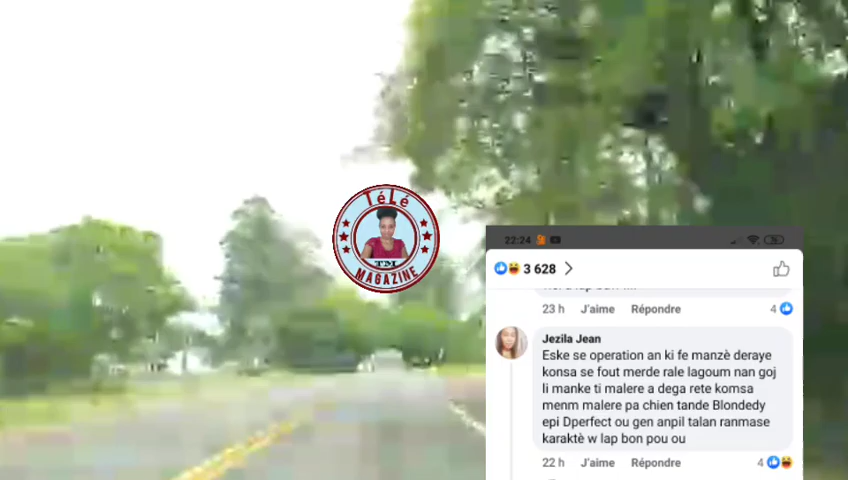 TéLé
TM
MAGAZINE
22:24
3 628
23 h J'aime Répondre 4
Jezila Jean
Eske se operation an ki fe manzè deraye
konsa se fout merde rale lagoum nan goj
li manke ti malere a dega rete komsa
menm malere pa chien tande Blondedy
epi Dperfect ou gen anpil talan ranmase
karaktè w lap bon pou ou
22 h J'aime Répondre 4